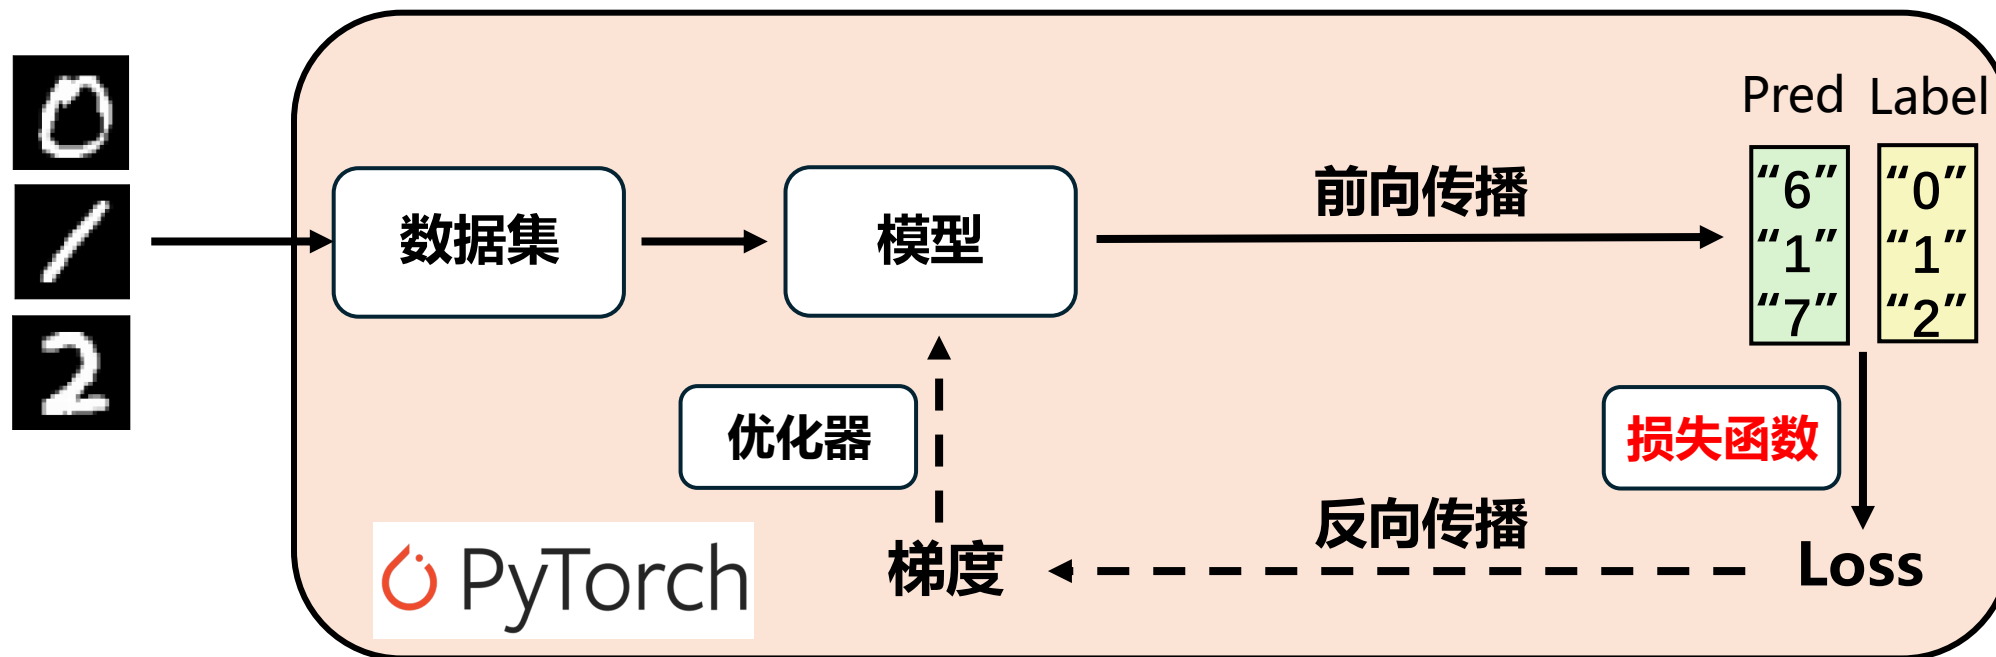 Pred Label
数据集
模型
前向传播
“6” “0”
“1” “1”
“7” “2”
优化器
损失函数
反向传播
梯度
Loss
PyTorch